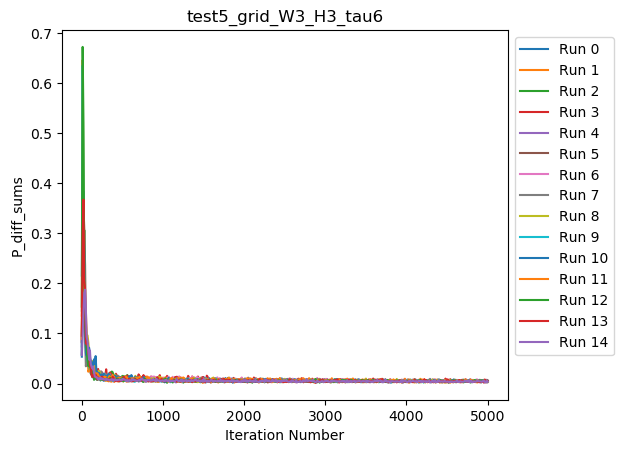 test5_grid_W3_H3_tau6
P_diff_sums
0.7
0.6
0.5
0.4
0.3
0.2
0.1
0.0
0 1000 2000 3000 4000 5000
Iteration Number
Run 0
Run 1
Run 2
Run 3
Run 4
Run 5
Run 6
Run 7
Run 8
Run 9
Run 10
Run 11
Run 12
Run 13
Run 14